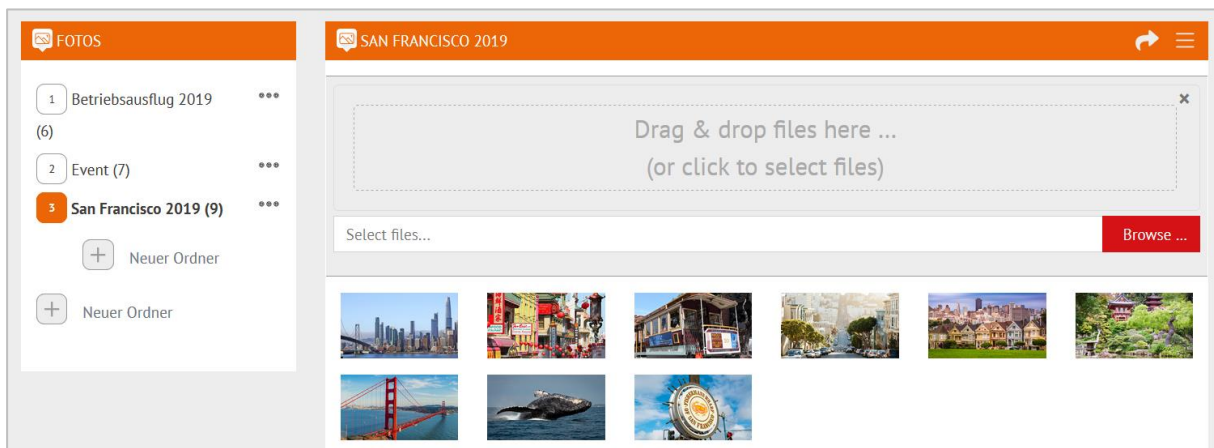 FOTOS
1 Betriebsausflug 2019
(6)
2 Event (7)
3 San Francisco 2019 (9)
Neuer Ordner
Neuer Ordner
SAN FRANCISCO 2019
Drag & drop files here ...
(or click to select files)
Select files...
Browse ...